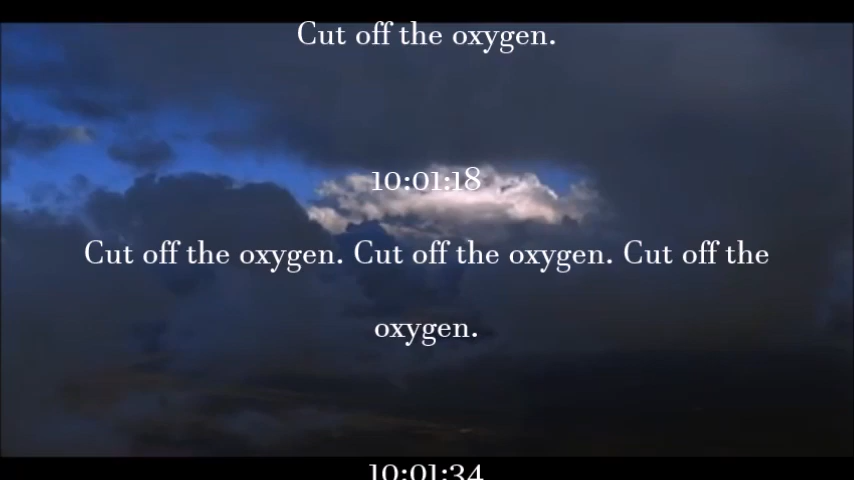 Cut off the oxygen.
10:01:18
Cut off the oxygen. Cut off the oxygen. Cut off the
oxygen.
10:01:34